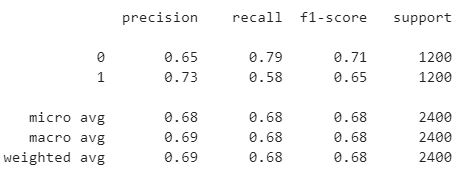 precision recall f1-score support
0 0.65 0.79 0.71 1200
1 0.73 0.58 0.65 1200
micro avg 0.68 0.68 0.68 2400
macro avg 0.69 0.68 0.68 2400
weighted avg 0.69 0.68 0.68 2400